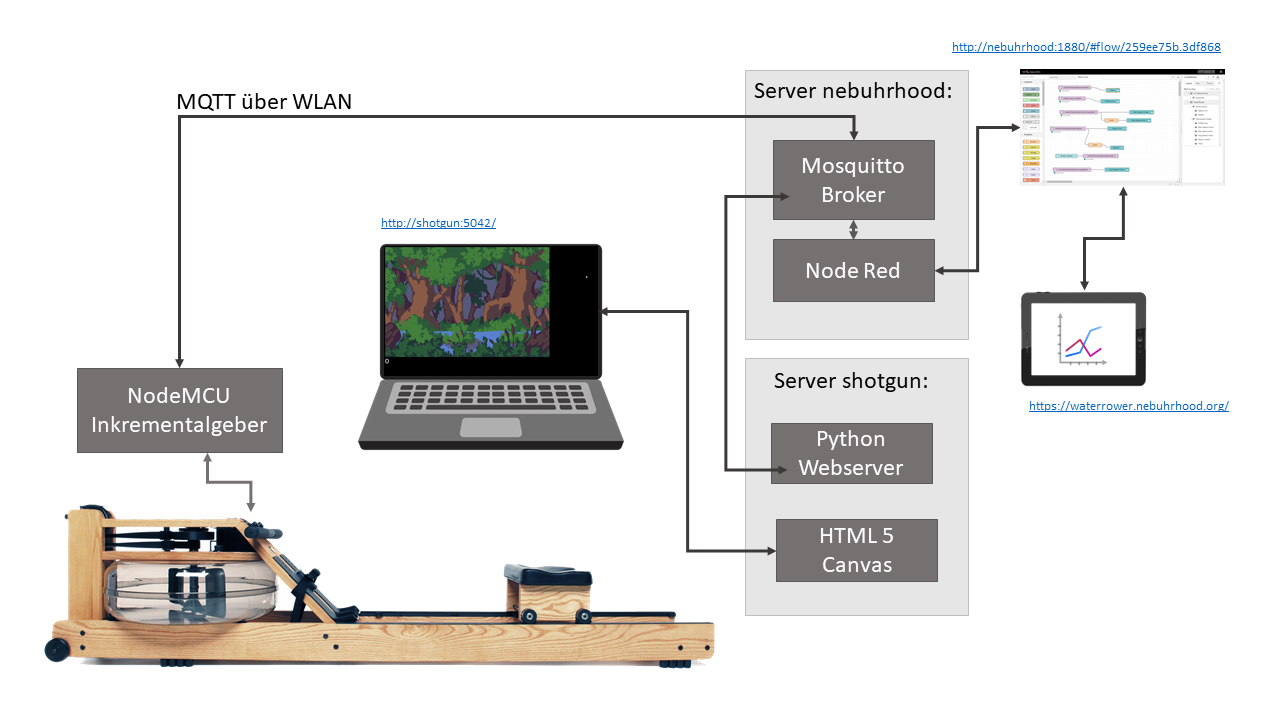 http://nebuhrhood:1880/#flow/259ee75b.3df868
MQTT über WLAN
Server nebuhrhood:
Mosquitto
Broker
http://shotgun:5042/
Node Red
Server shotgun:
NodeMCU
Inkrementalgeber
https://waterrower.nebuhrhood.org/
Python
Webserver
HTML 5
Canvas